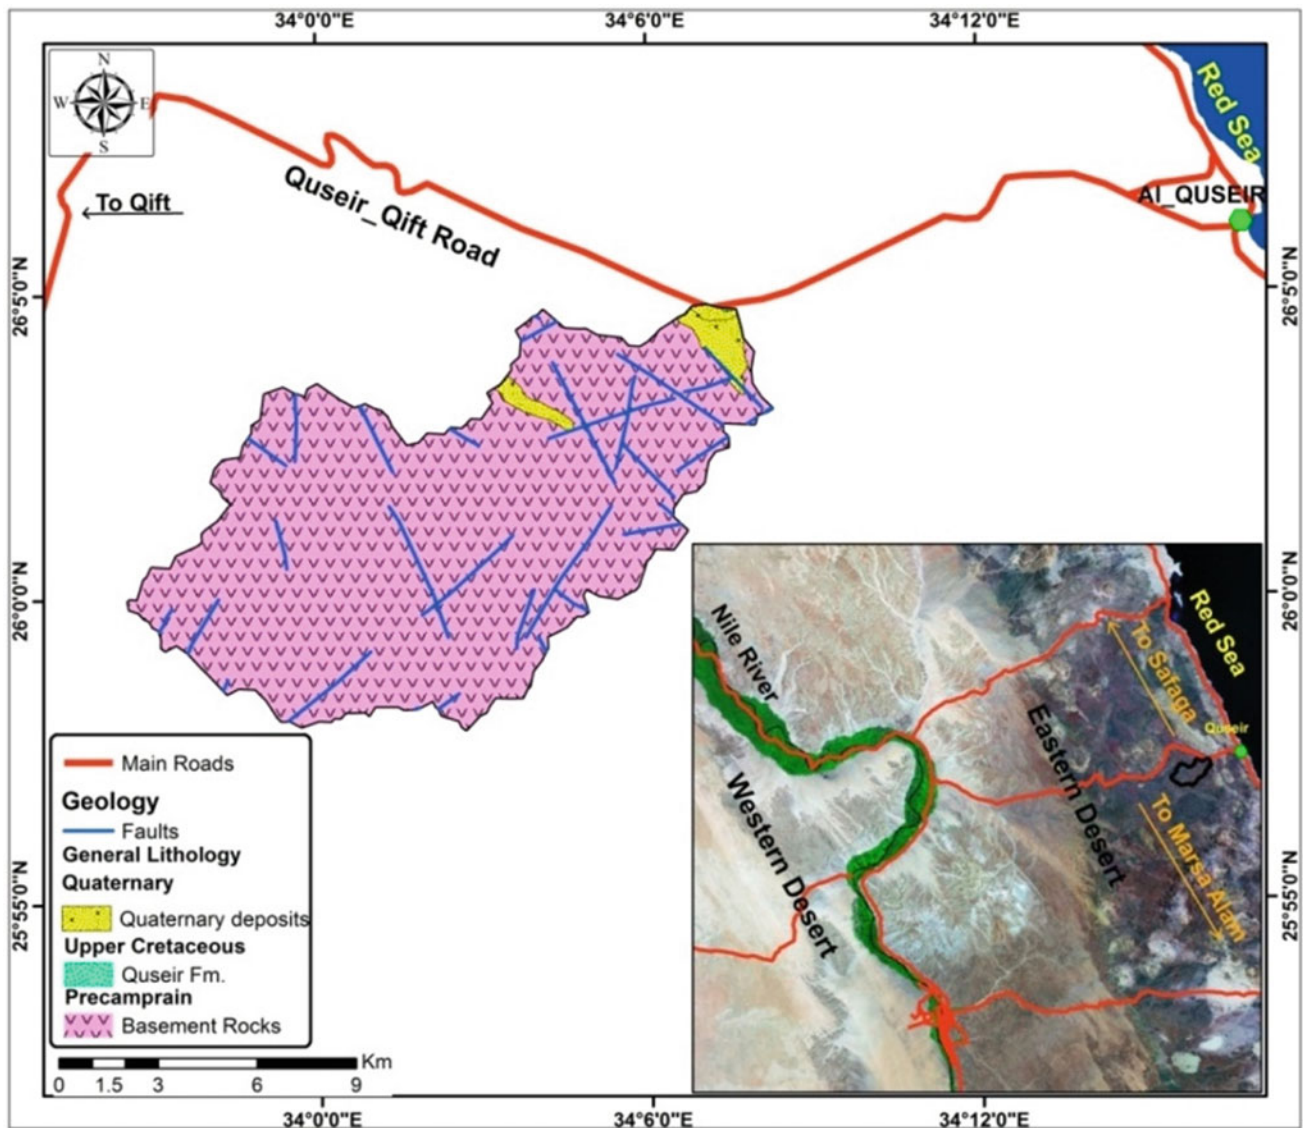 34°0'0"E
34°6'0"E
34°12'0"E
N
W
E
S
Red Sea
To Qift
Quseir_Qift Road
Al_QUSEIR
26°5'0"N
26°5'0"N
26°0'0"N
26°0'0"N
25°55'0"N
25°55'0"N
Nile River
Red Sea
To Safaga
Quseir
Eastern Desert
Western Desert
To Marsa Alam
Main Roads
Geology
Faults
General Lithology
Quaternary
Quaternary deposits
Upper Cretaceous
Quseir Fm.
Precamprain
Basement Rocks
Km
0 1.5 3 6 9
34°0'0"E
34°6'0"E
34°12'0"E